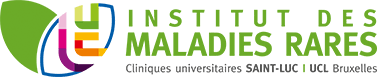 INSTITUT DES
MALADIES RARES
Cliniques universitaires SAINT-LUC | UCL Bruxelles